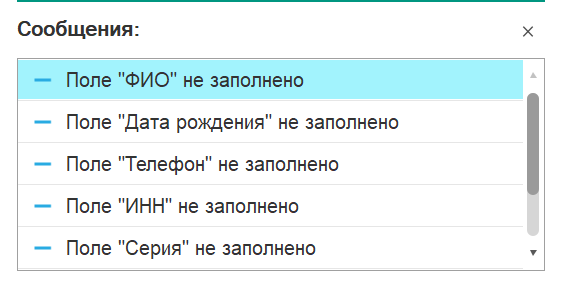 Сообщения:
Поле "ФИО" не заполнено
Поле "Дата рождения" не заполнено
Поле "Телефон" не заполнено
Поле "ИНН" не заполнено
Поле "Серия" не заполнено